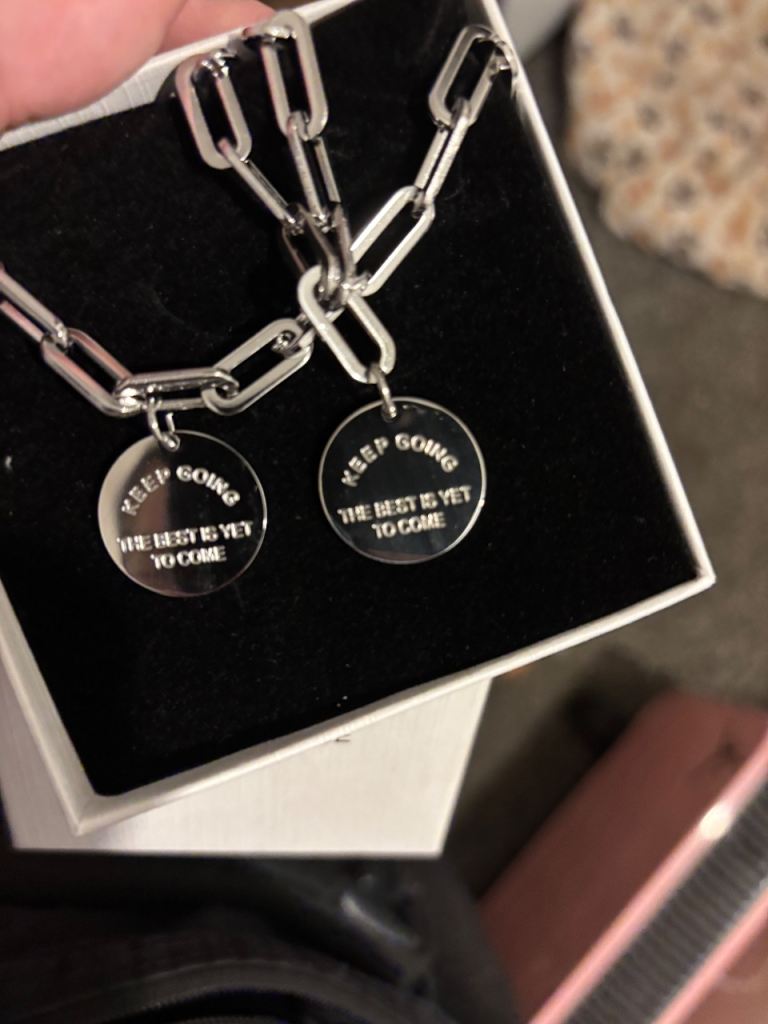 KEEP GOING
THE BEST IS YET
TO COME
KEEP GOING
THE BEST IS YET
TO COME